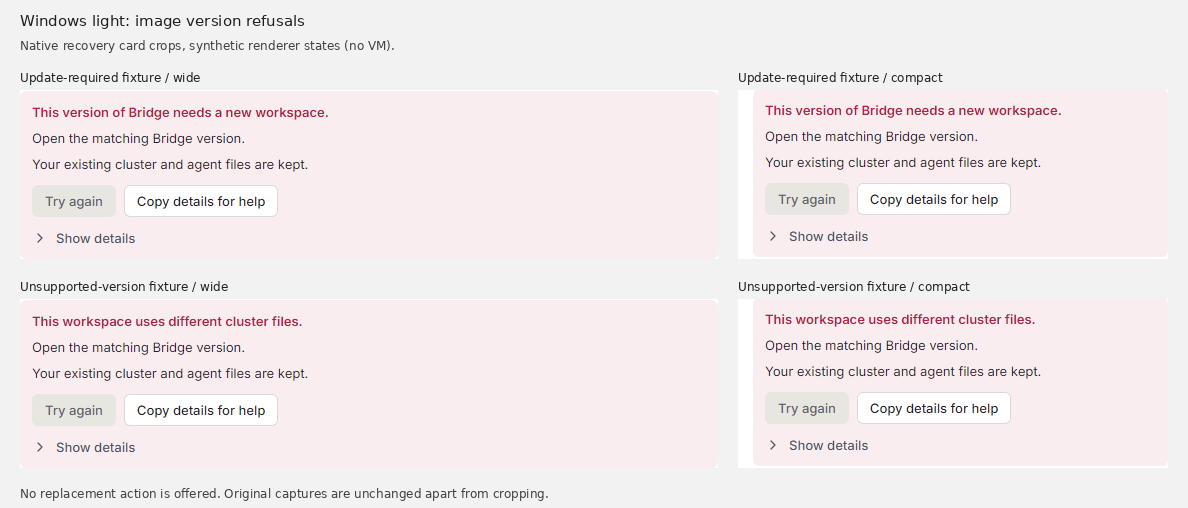 Windows light: image version refusals
Native recovery card crops, synthetic renderer states (no VM).
Update-required fixture / wide
This version of Bridge needs a new workspace.
Open the matching Bridge version.
Your existing cluster and agent files are kept.
Try again
Copy details for help
Show details
Update-required fixture / compact
This version of Bridge needs a new workspace.
Open the matching Bridge version.
Your existing cluster and agent files are kept.
Try again
Copy details for help
Show details
Unsupported-version fixture / wide
This workspace uses different cluster files.
Open the matching Bridge version.
Your existing cluster and agent files are kept.
Try again
Copy details for help
Show details
Unsupported-version fixture / compact
This workspace uses different cluster files.
Open the matching Bridge version.
Your existing cluster and agent files are kept.
Try again
Copy details for help
Show details
No replacement action is offered. Original captures are unchanged apart from cropping.